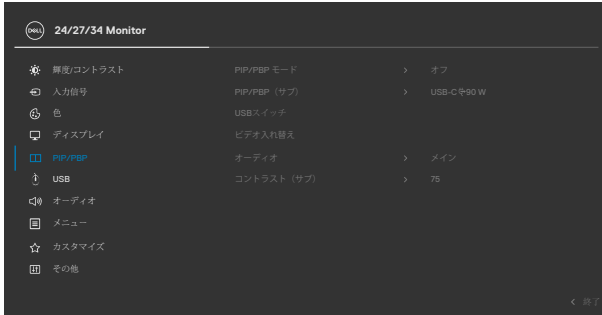 DELL 24/27/34 Monitor
輝度/コントラスト PIP/PBP モード > オフ
入力信号 PIP/PBP（サブ） > USB-C 90 W
色 USBスイッチ
ディスプレイ ビデオ入れ替え
PIP/PBP オーディオ > メイン
USB コントラスト（サブ） > 75
オーディオ
メニュー
カスタマイズ
その他
< 終了